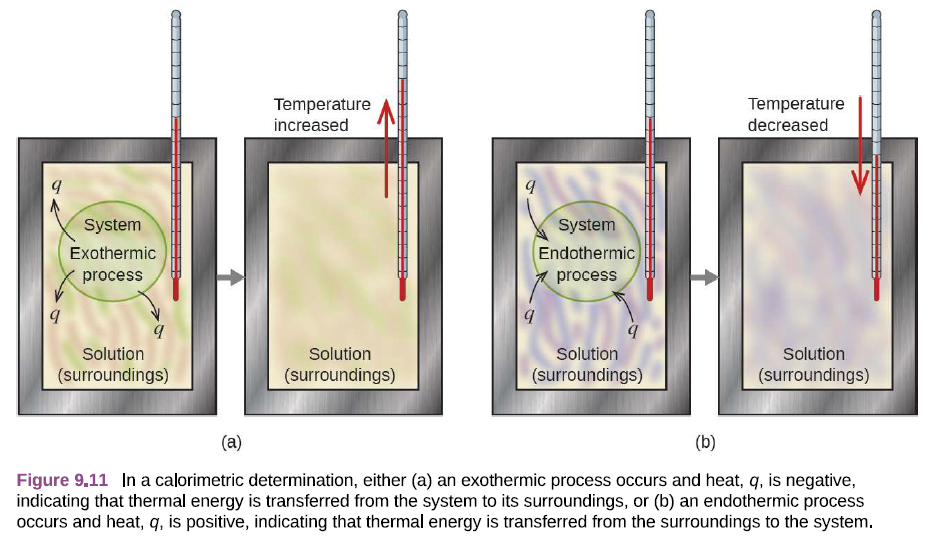 Temperature
increased
q
System
Exothermic
process
q
q
Solution
(surroundings)
Solution
(surroundings)
(a)
Temperature
decreased
q
System
Endothermic
process
q
q
Solution
(surroundings)
Solution
(surroundings)
(b)
Figure 9.11 In a calorimetric determination, either (a) an exothermic process occurs and heat, q, is negative,
indicating that thermal energy is transferred from the system to its surroundings, or (b) an endothermic process
occurs and heat, q, is positive, indicating that thermal energy is transferred from the surroundings to the system.